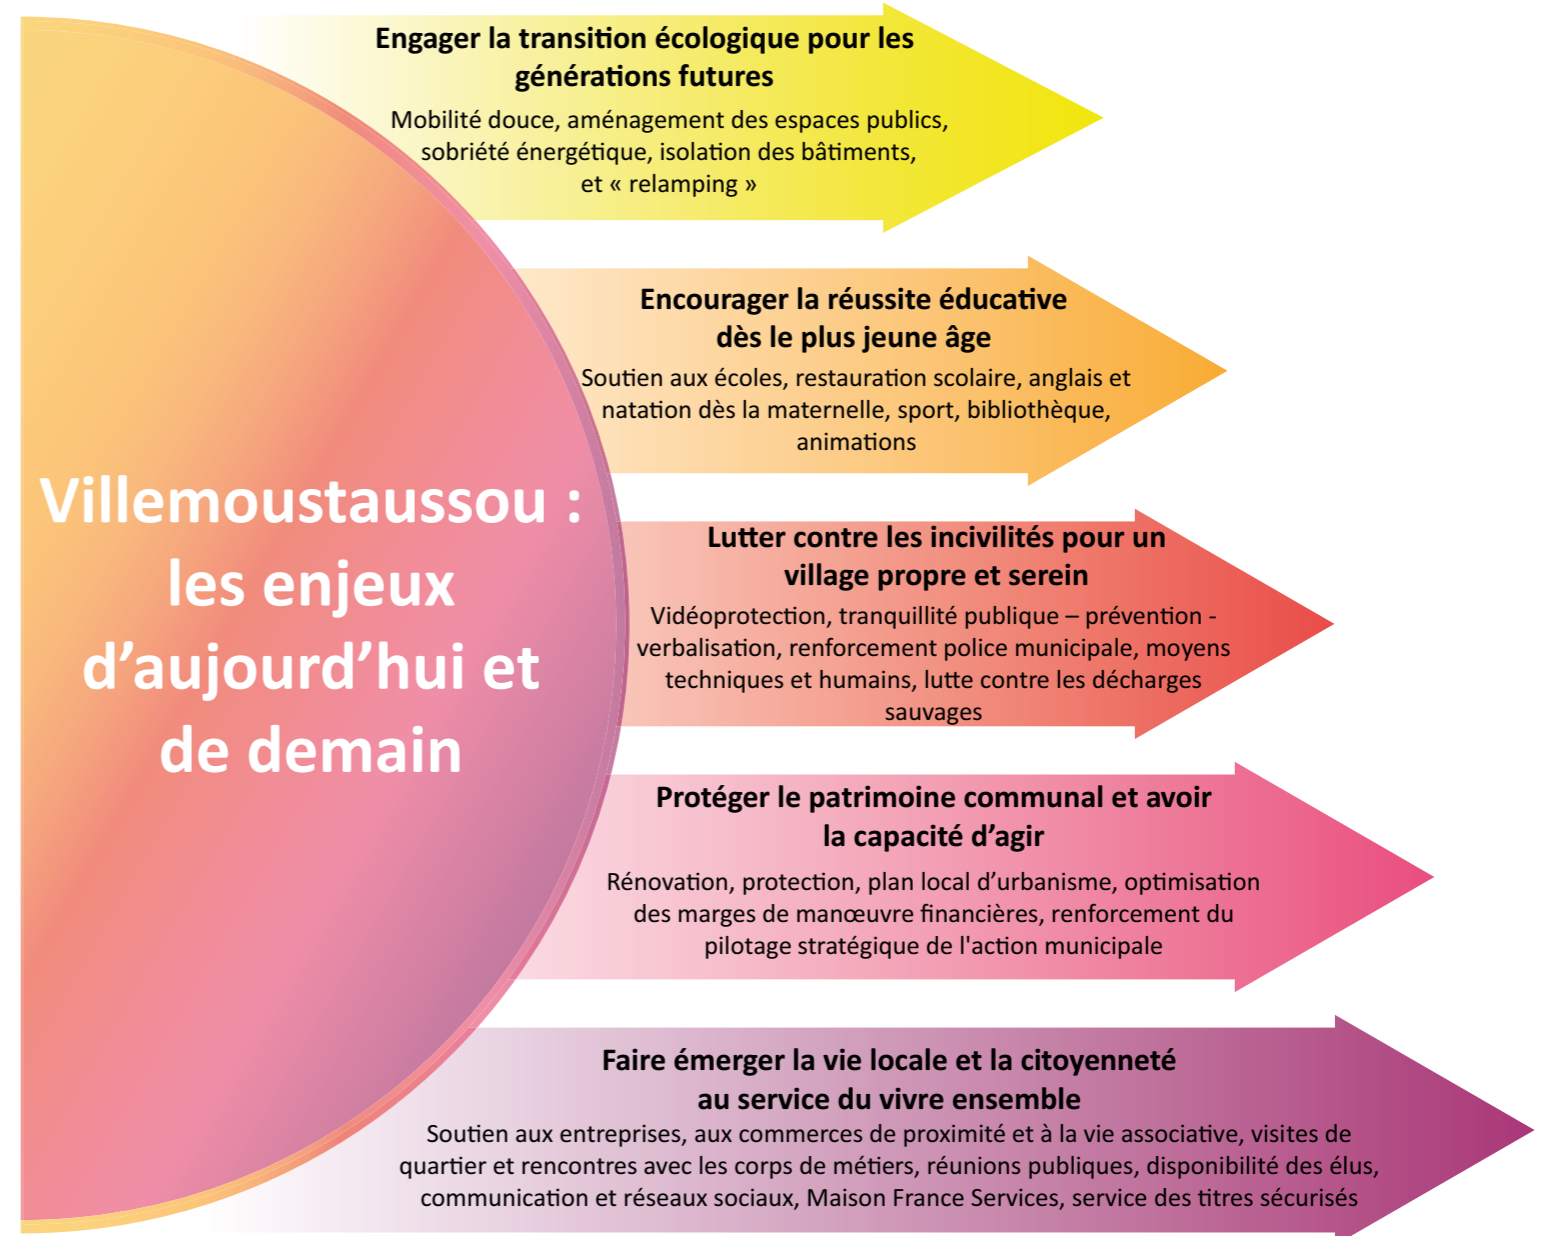 Engager la transition écologique pour les
générations futures
Mobilité douce, aménagement des espaces publics,
sobriété énergétique, isolation des bâtiments,
et « relamping »
Encourager la réussite éducative
dès le plus jeune âge
Soutien aux écoles, restauration scolaire, anglais et
natation dès la maternelle, sport, bibliothèque,
animations
Villemoustaussou :
les enjeux
d’aujourd’hui et
de demain
Lutter contre les incivilités pour un
village propre et serein
Vidéoprotection, tranquillité publique – prévention -
verbalisation, renforcement police municipale, moyens
techniques et humains, lutte contre les décharges
sauvages
Protéger le patrimoine communal et avoir
la capacité d’agir
Rénovation, protection, plan local d’urbanisme, optimisation
des marges de manœuvre financières, renforcement du
pilotage stratégique de l'action municipale
Faire émerger la vie locale et la citoyenneté
au service du vivre ensemble
Soutien aux entreprises, aux commerces de proximité et à la vie associative, visites de
quartier et rencontres avec les corps de métiers, réunions publiques, disponibilité des élus,
communication et réseaux sociaux, Maison France Services, service des titres sécurisés